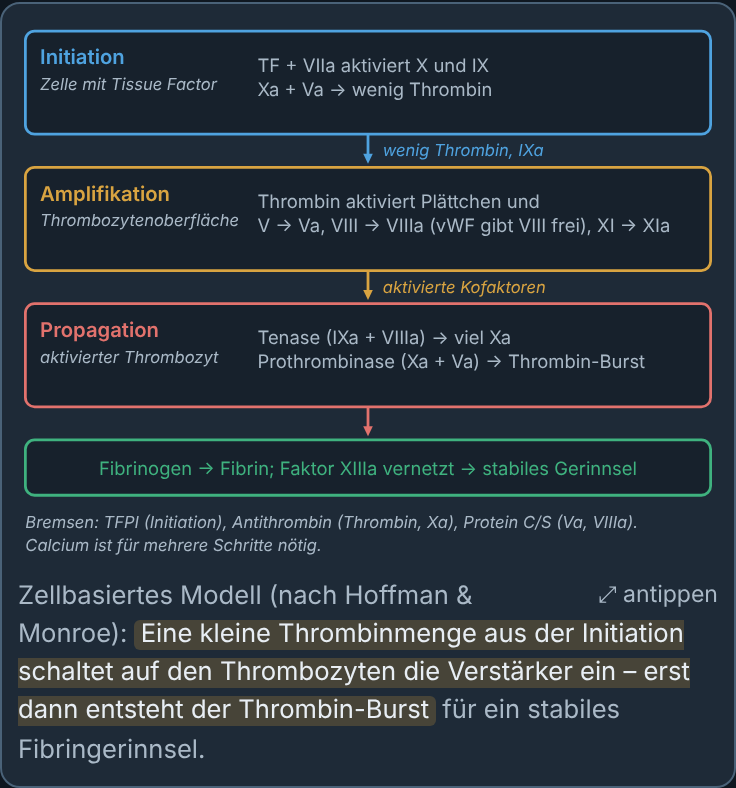 Initiation
Zelle mit Tissue Factor
TF + VIIa aktiviert X und IX
Xa + Va → wenig Thrombin
wenig Thrombin, IXa
Amplifikation
Thrombozytenoberfläche
Thrombin aktiviert Plättchen und
V → Va, VIII → VIIIa (vWF gibt VIII frei), XI → XIa
aktivierte Kofaktoren
Propagation
aktivierter Thrombozyt
Tenase (IXa + VIIIa) → viel Xa
Prothrombinase (Xa + Va) → Thrombin-Burst
Fibrinogen → Fibrin; Faktor XIIIa vernetzt → stabiles Gerinnsel
Bremsen: TFPI (Initiation), Antithrombin (Thrombin, Xa), Protein C/S (Va, VIIIa).
Calcium ist für mehrere Schritte nötig.
Zellbasiertes Modell (nach Hoffman &
⤢ antippen
Monroe): Eine kleine Thrombinmenge aus der Initiation
schaltet auf den Thrombozyten die Verstärker ein – erst
dann entsteht der Thrombin-Burst für ein stabiles
Fibringerinnsel.